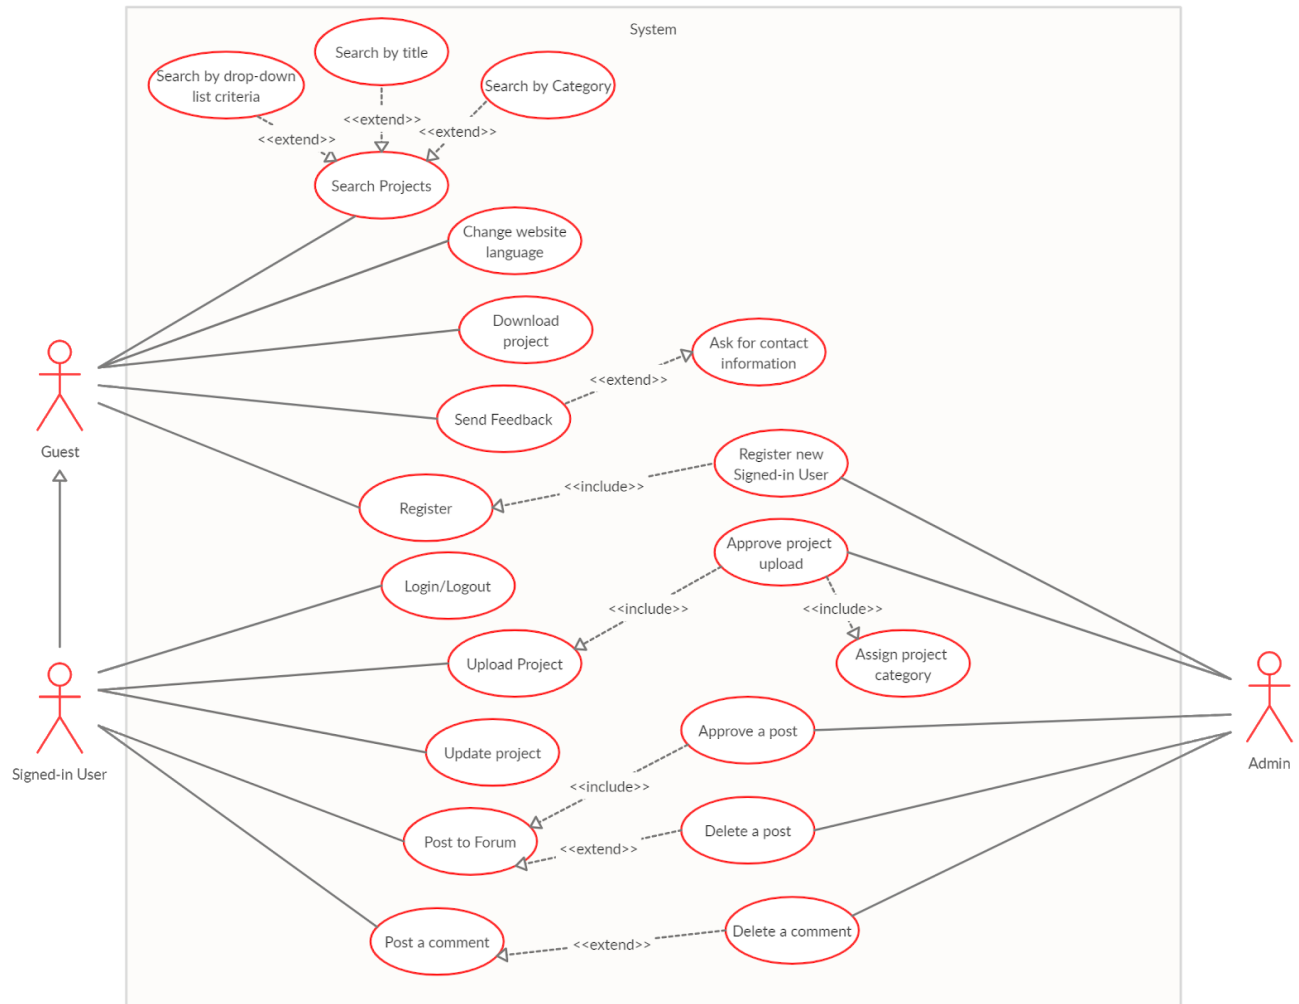 System
Search by title
Search by drop-down
list criteria
Search by Category
<<extend>>
<<extend>>
<<extend>>
Search Projects
Change website
language
Download
project
Ask for contact
information
<<extend>>
Send Feedback
Guest
Register new
Signed-in User
<<include>>
Register
Approve project
upload
Login/Logout
<<include>>
<<include>>
Upload Project
Assign project
category
Approve a post
Update project
Signed-in User
Admin
<<include>>
Delete a post
Post to Forum
<<extend>>
Delete a comment
Post a comment
<<extend>>